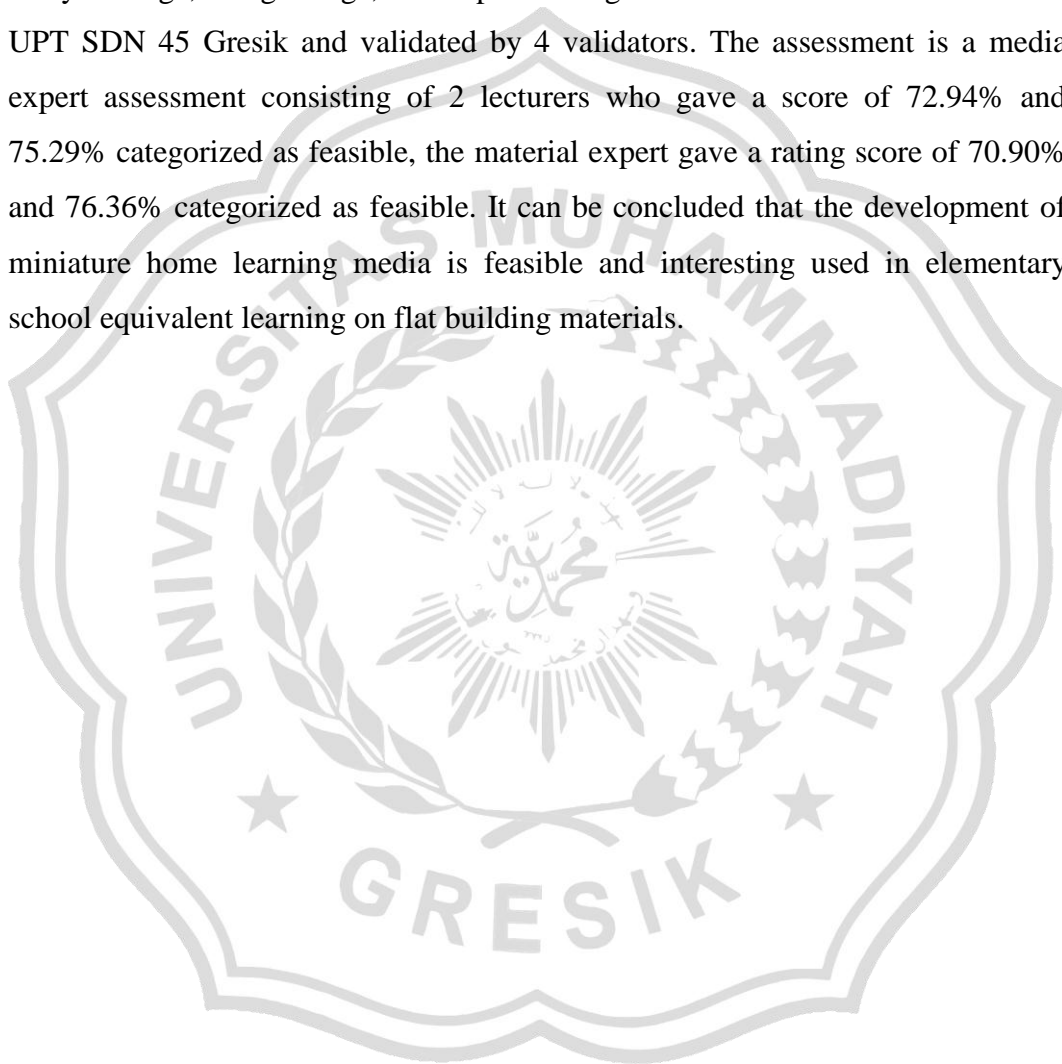 UPT SDN 45 Gresik and validated by 4 validators. The assessment is a media
expert assessment consisting of 2 lecturers who gave a score of 72.94% and
75.29% categorized as feasible, the material expert gave a rating score of 70.90%
and 76.36% categorized as feasible. It can be concluded that the development of
miniature home learning media is feasible and interesting used in elementary
school equivalent learning on flat building materials.
UNIVERSITAS MUHAMMADIYAH
GRESIK